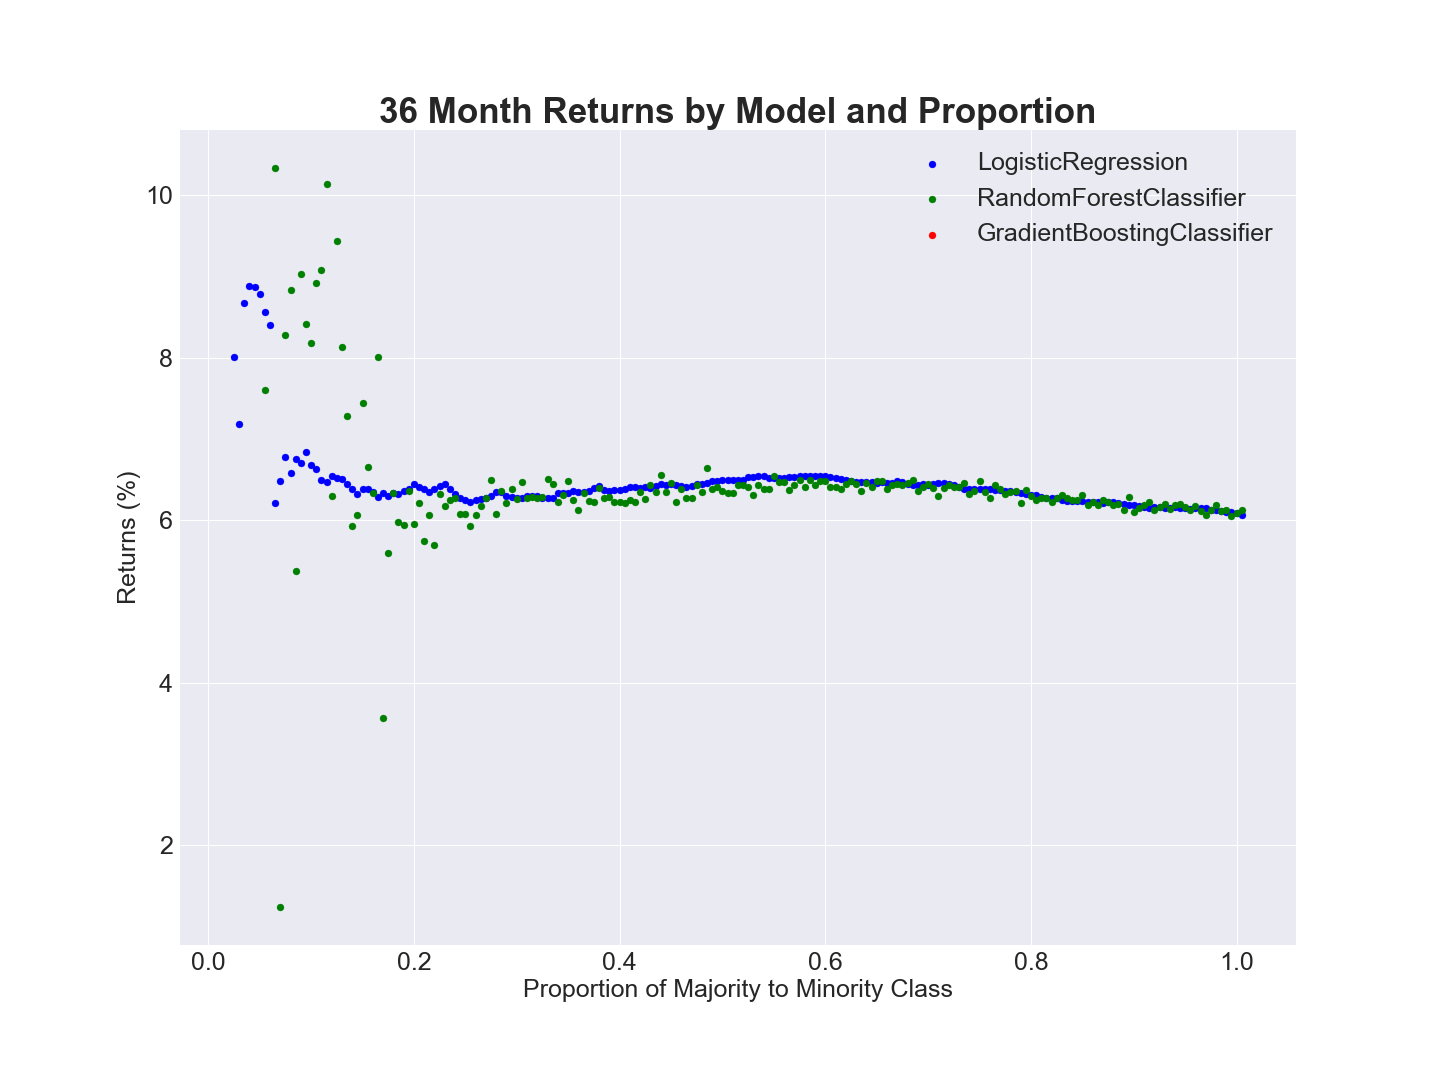 36 Month Returns by Model and Proportion
LogisticRegression
RandomForestClassifier
GradientBoostingClassifier
10
8
6
4
2
Returns (%)
0.0 0.2 0.4 0.6 0.8 1.0
Proportion of Majority to Minority Class